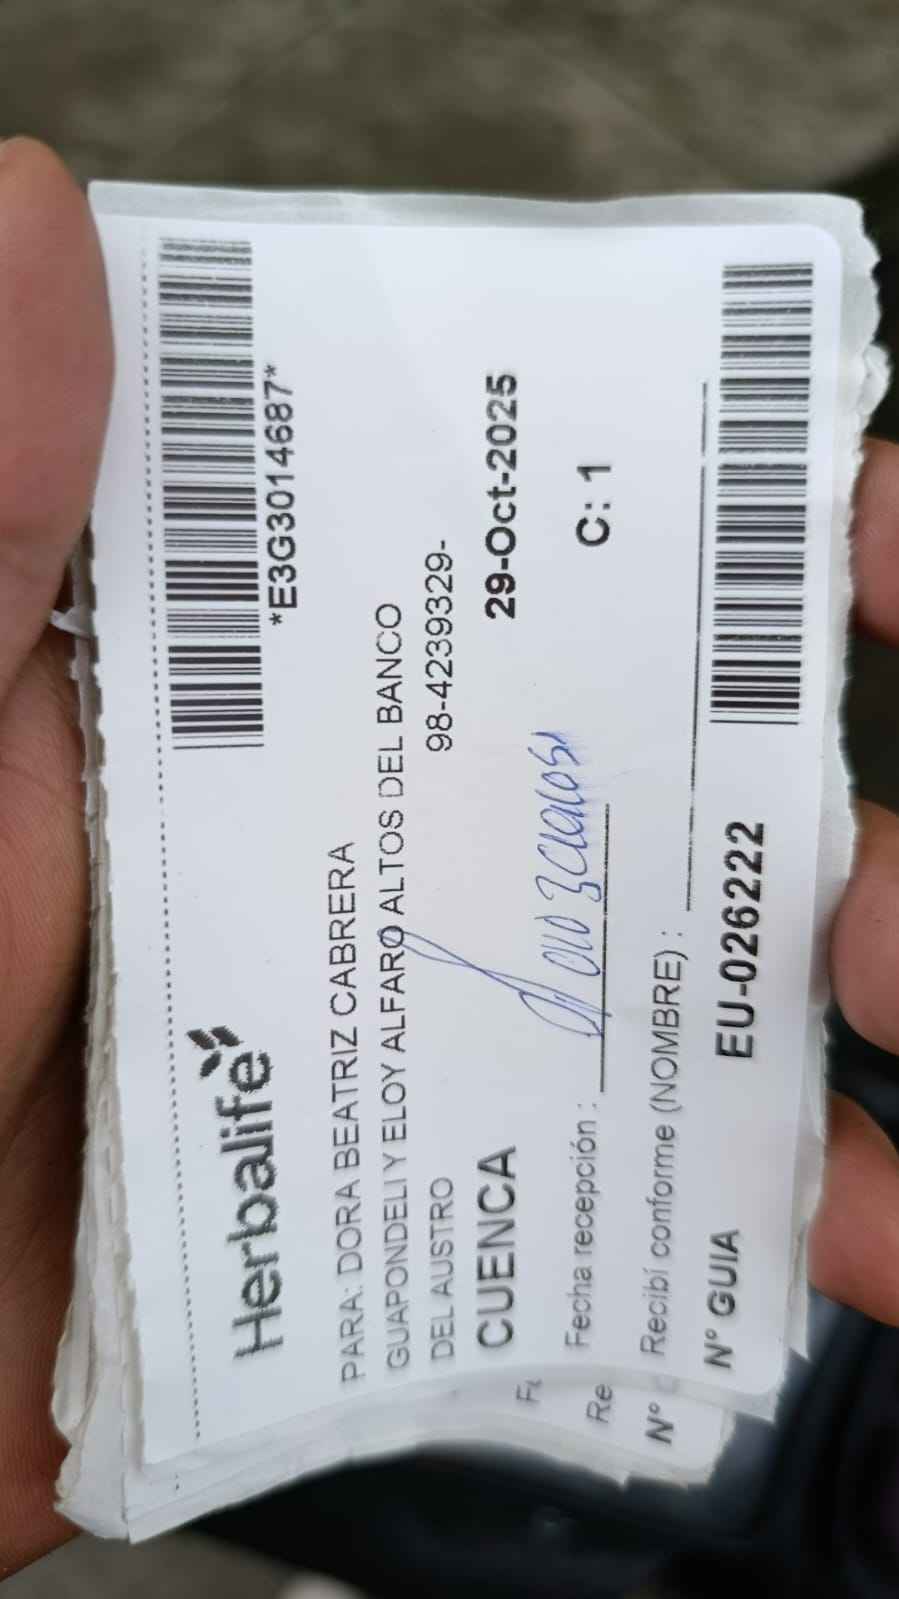 Herbalife
*E3G3014687*
PARA: DORA BEATRIZ CABRERA
GUAPONDELI Y ELOY ALFARO ALTOS DEL BANCO
DEL AUSTRO
98-4239329-
CUENCA
29-Oct-2025
Fecha recepción :
C: 1
Recibí conforme (NOMBRE) :
N° GUIA
EU-026222
Re
N°